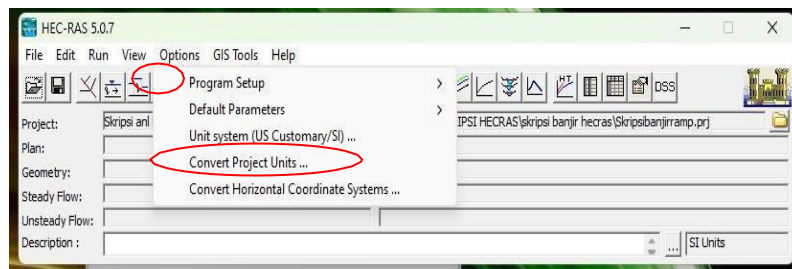 HEC-RAS 5.0.7
File Edit Run View Options GIS Tools Help
Program Setup
Default Parameters
Unit system (US Customary/SI) ...
Convert Project Units ...
Convert Horizontal Coordinate Systems ...
HT
DSS
Project: Skripsi anl IPSI HECRAS\skripsi banjir hecras\Skripsibanjirramp.prj
Plan:
Geometry:
Steady Flow:
Unsteady Flow:
Description : ... SI Units